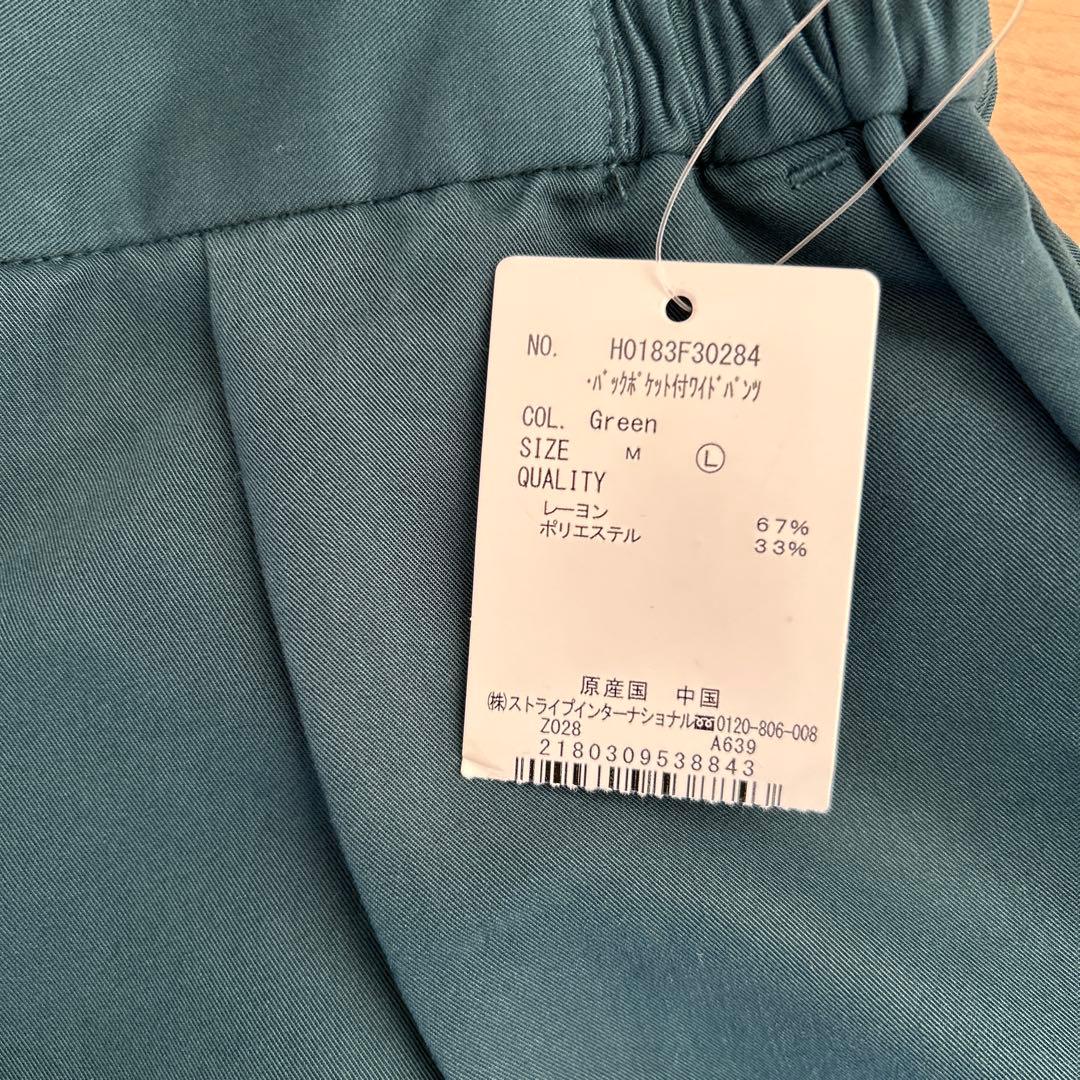 NO. H0183F30284
・ﾊﾞｯｸﾎﾟｹｯﾄ付ﾜｲﾄﾞﾊﾟﾝﾂ
COL. Green
SIZE M Ⓛ
QUALITY
レーヨン 67%
ポリエステル 33%
原産国 中国
㈱ストライプインターナショナル➿0120-806-008
Z028 A639
2180309538843